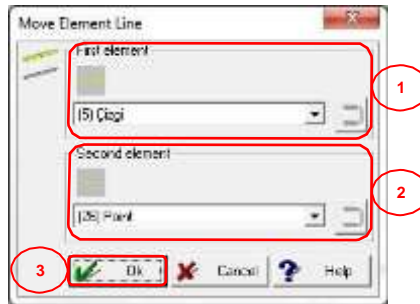 Move Element Line
First element
(5) Çizgi
1
Second element
(26) Point
2
3
Ok
Cancel
Help